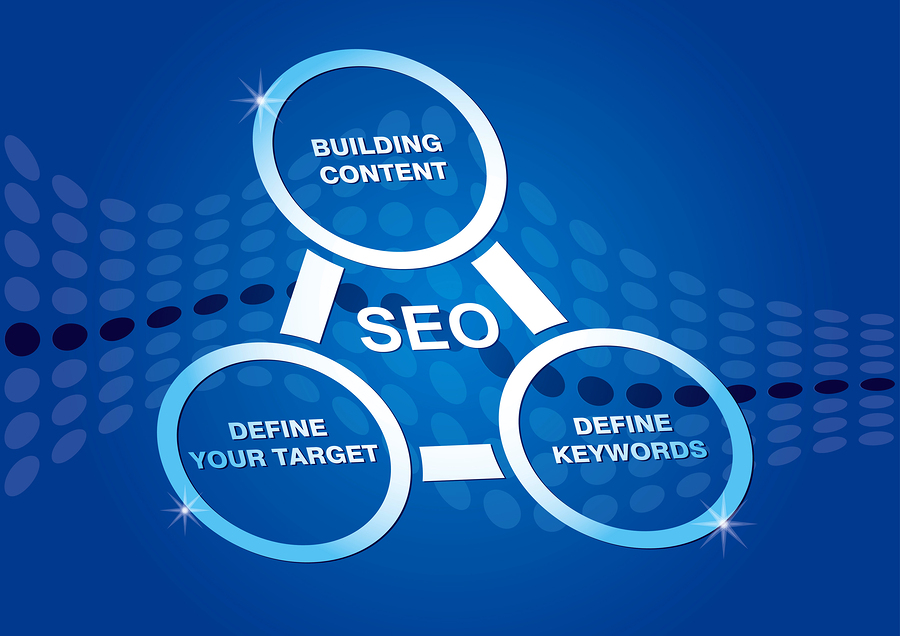 BUILDING
CONTENT
SEO
DEFINE
YOUR TARGET
DEFINE
KEYWORDS